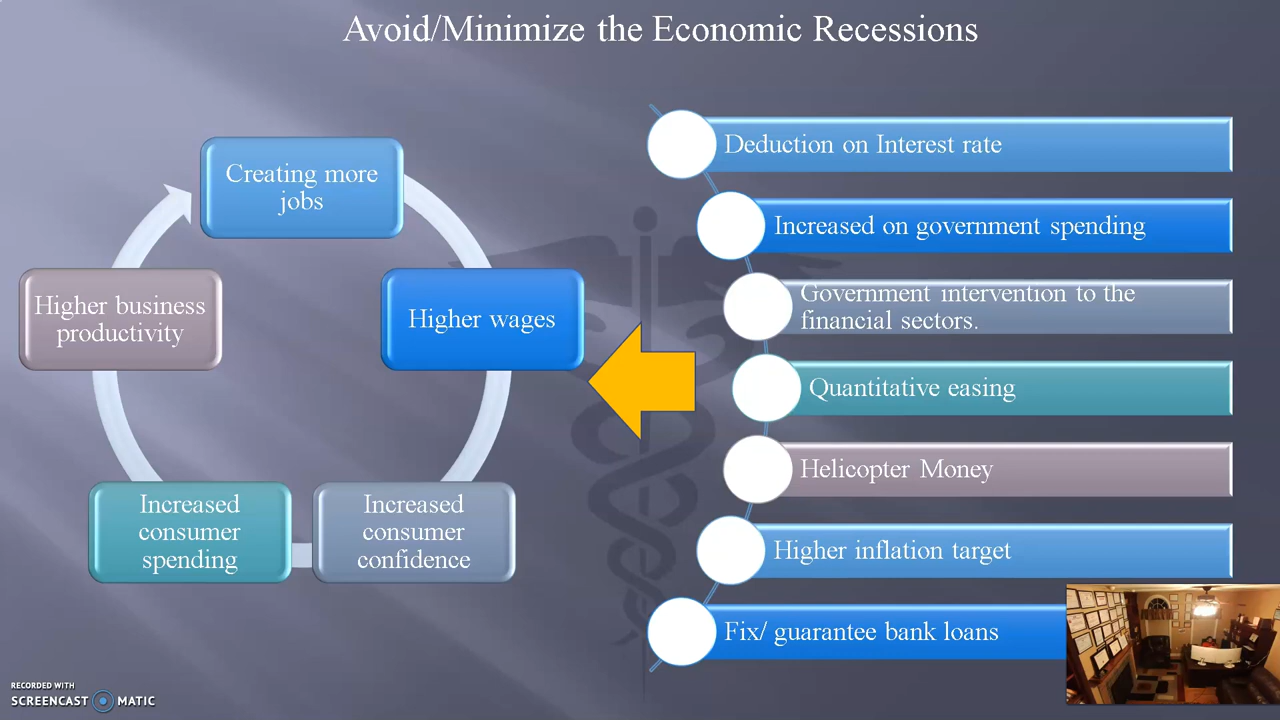 Avoid/Minimize the Economic Recessions
Creating more
jobs
Higher wages
Increased
consumer
confidence
Increased
consumer
spending
Higher business
productivity
Deduction on Interest rate
Increased on government spending
Government intervention to the
financial sectors.
Quantitative easing
Helicopter Money
Higher inflation target
Fix/ guarantee bank loans
RECORDED WITH
SCREENCAST MATIC